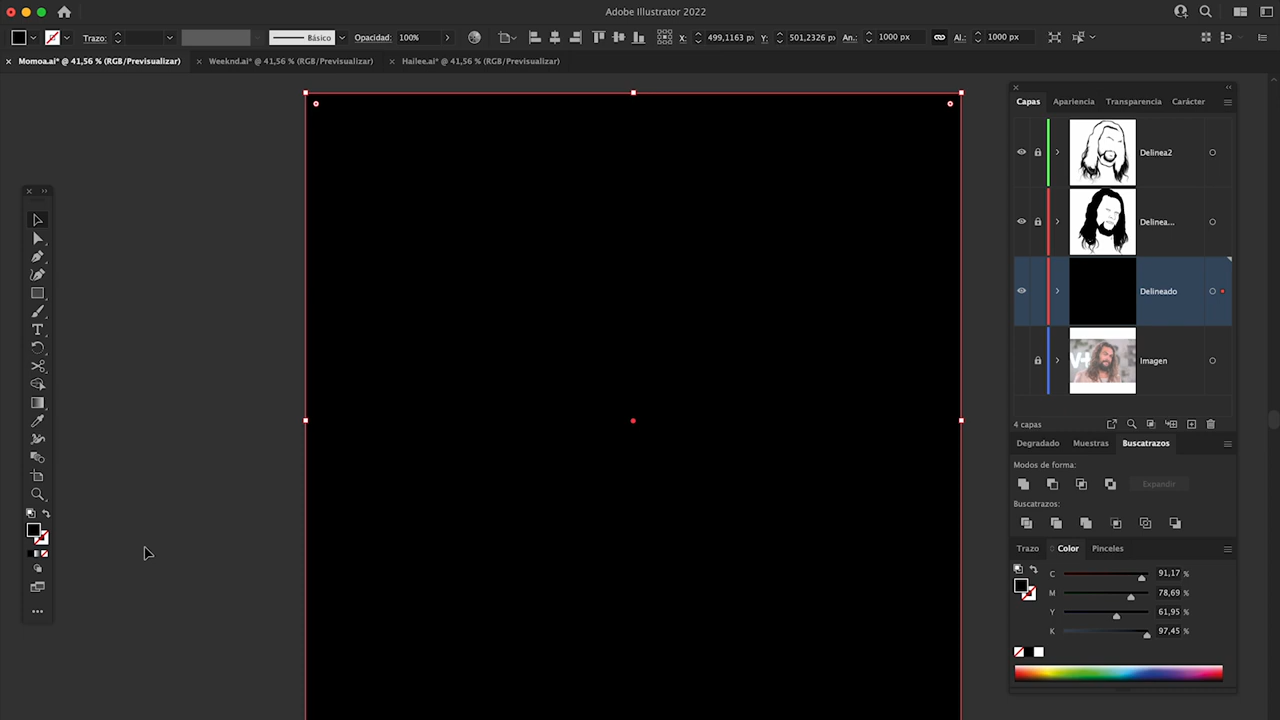 Adobe Illustrator 2022
Trazo:
Básico
Opacidad: 100%
X: 499,1163 p
Y: 501,2326 p
An.: 1000 px
Al.: 1000 px
Momoa.ai* @ 41,56 % (RGB/Previsualizar)
Weeknd.ai* @ 41,56 % (RGB/Previsualizar)
Hailee.ai* @ 41,56 % (RGB/Previsualizar)
Capas
Apariencia
Transparencia
Carácter
Delinea2
Delinea...
Delineado
Imagen
4 capas
Degradado
Muestras
Buscatrazos
Modos de forma:
Expandir
Buscatrazos:
Trazo
Color
Pinceles
C 91,17 %
M 78,69 %
Y 61,95 %
K 97,45 %